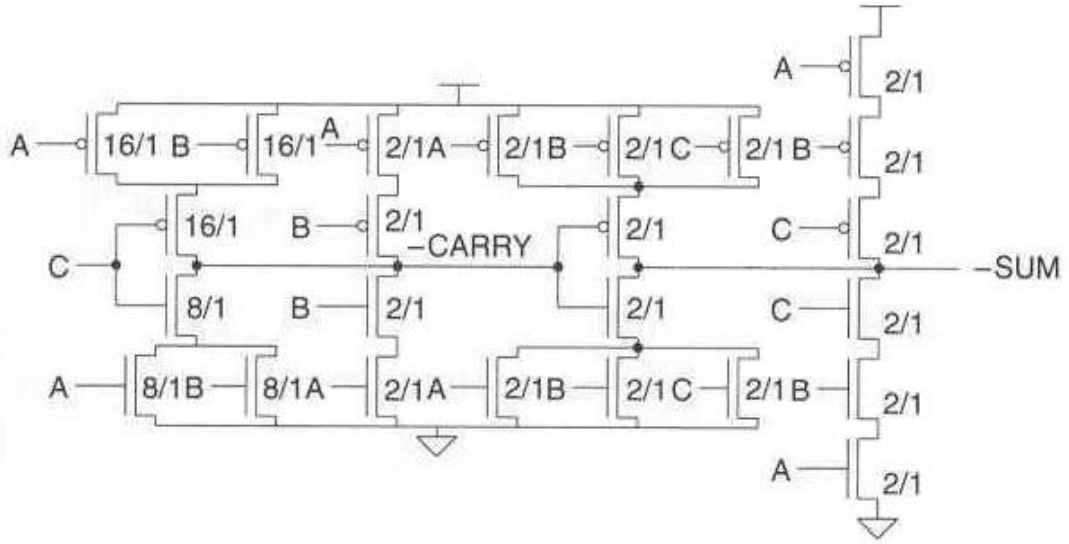 A
2/1
A 16/1 B 16/1 A 2/1 A 2/1 B 2/1 C 2/1 B 2/1
16/1 B 2/1 2/1 C 2/1
C -CARRY -SUM
8/1 B 2/1 2/1 C 2/1
A 8/1 B 8/1 A 2/1 A 2/1 B 2/1 C 2/1 B 2/1
A 2/1